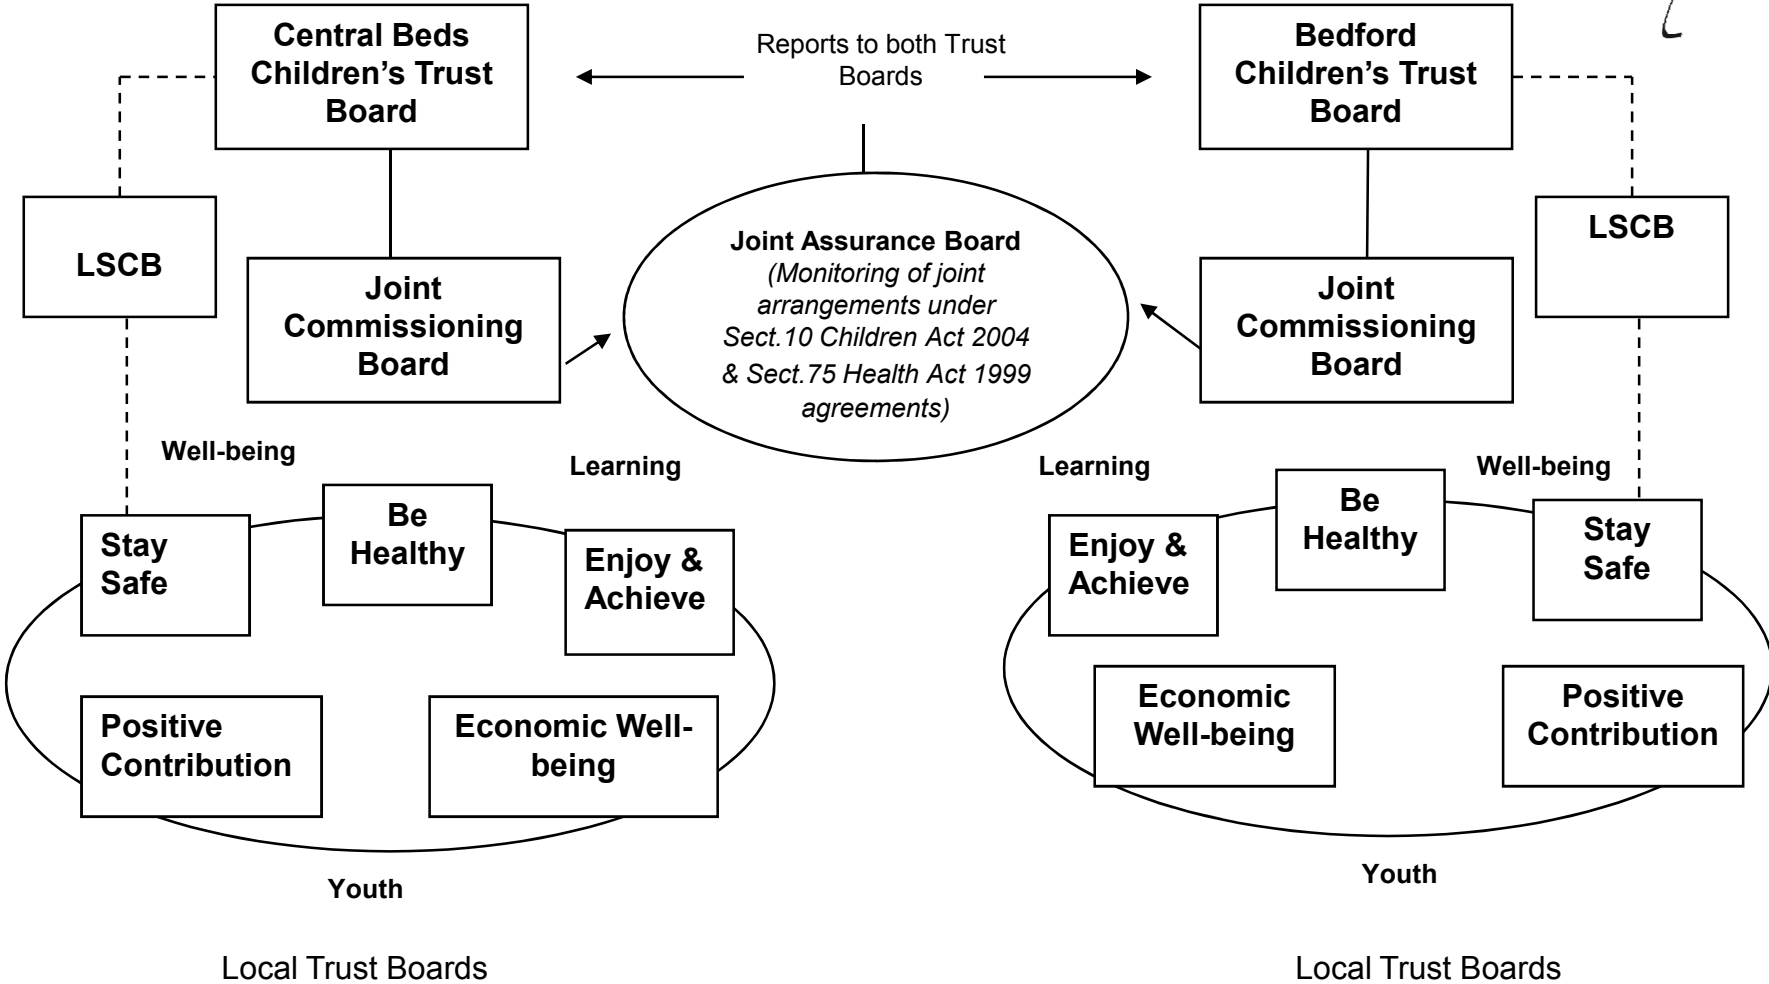 Central Beds
Children's Trust
Board
Reports to both Trust
Boards
Bedford
Children's Trust
Board
LSCB
Joint
Commissioning
Board
Joint Assurance Board
(Monitoring of joint
arrangements under
Sect.10 Children Act 2004
& Sect.75 Health Act 1999
agreements)
LSCB
Joint
Commissioning
Board
Well-being
Learning
Stay
Safe
Be
Healthy
Enjoy &
Achieve
Positive
Contribution
Economic Well-
being
Youth
Local Trust Boards
Learning
Well-being
Enjoy &
Achieve
Be
Healthy
Stay
Safe
Economic
Well-being
Positive
Contribution
Youth
Local Trust Boards